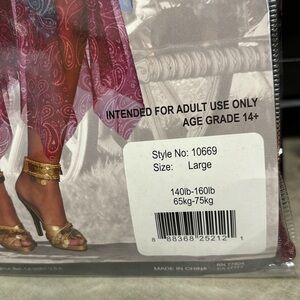 INTENDED FOR ADULT USE ONLY
AGE GRADE 14+
Style No: 10669
Size: Large
140lb-160lb
65kg-75kg
8 88368 25212 1
MADE IN CHINA